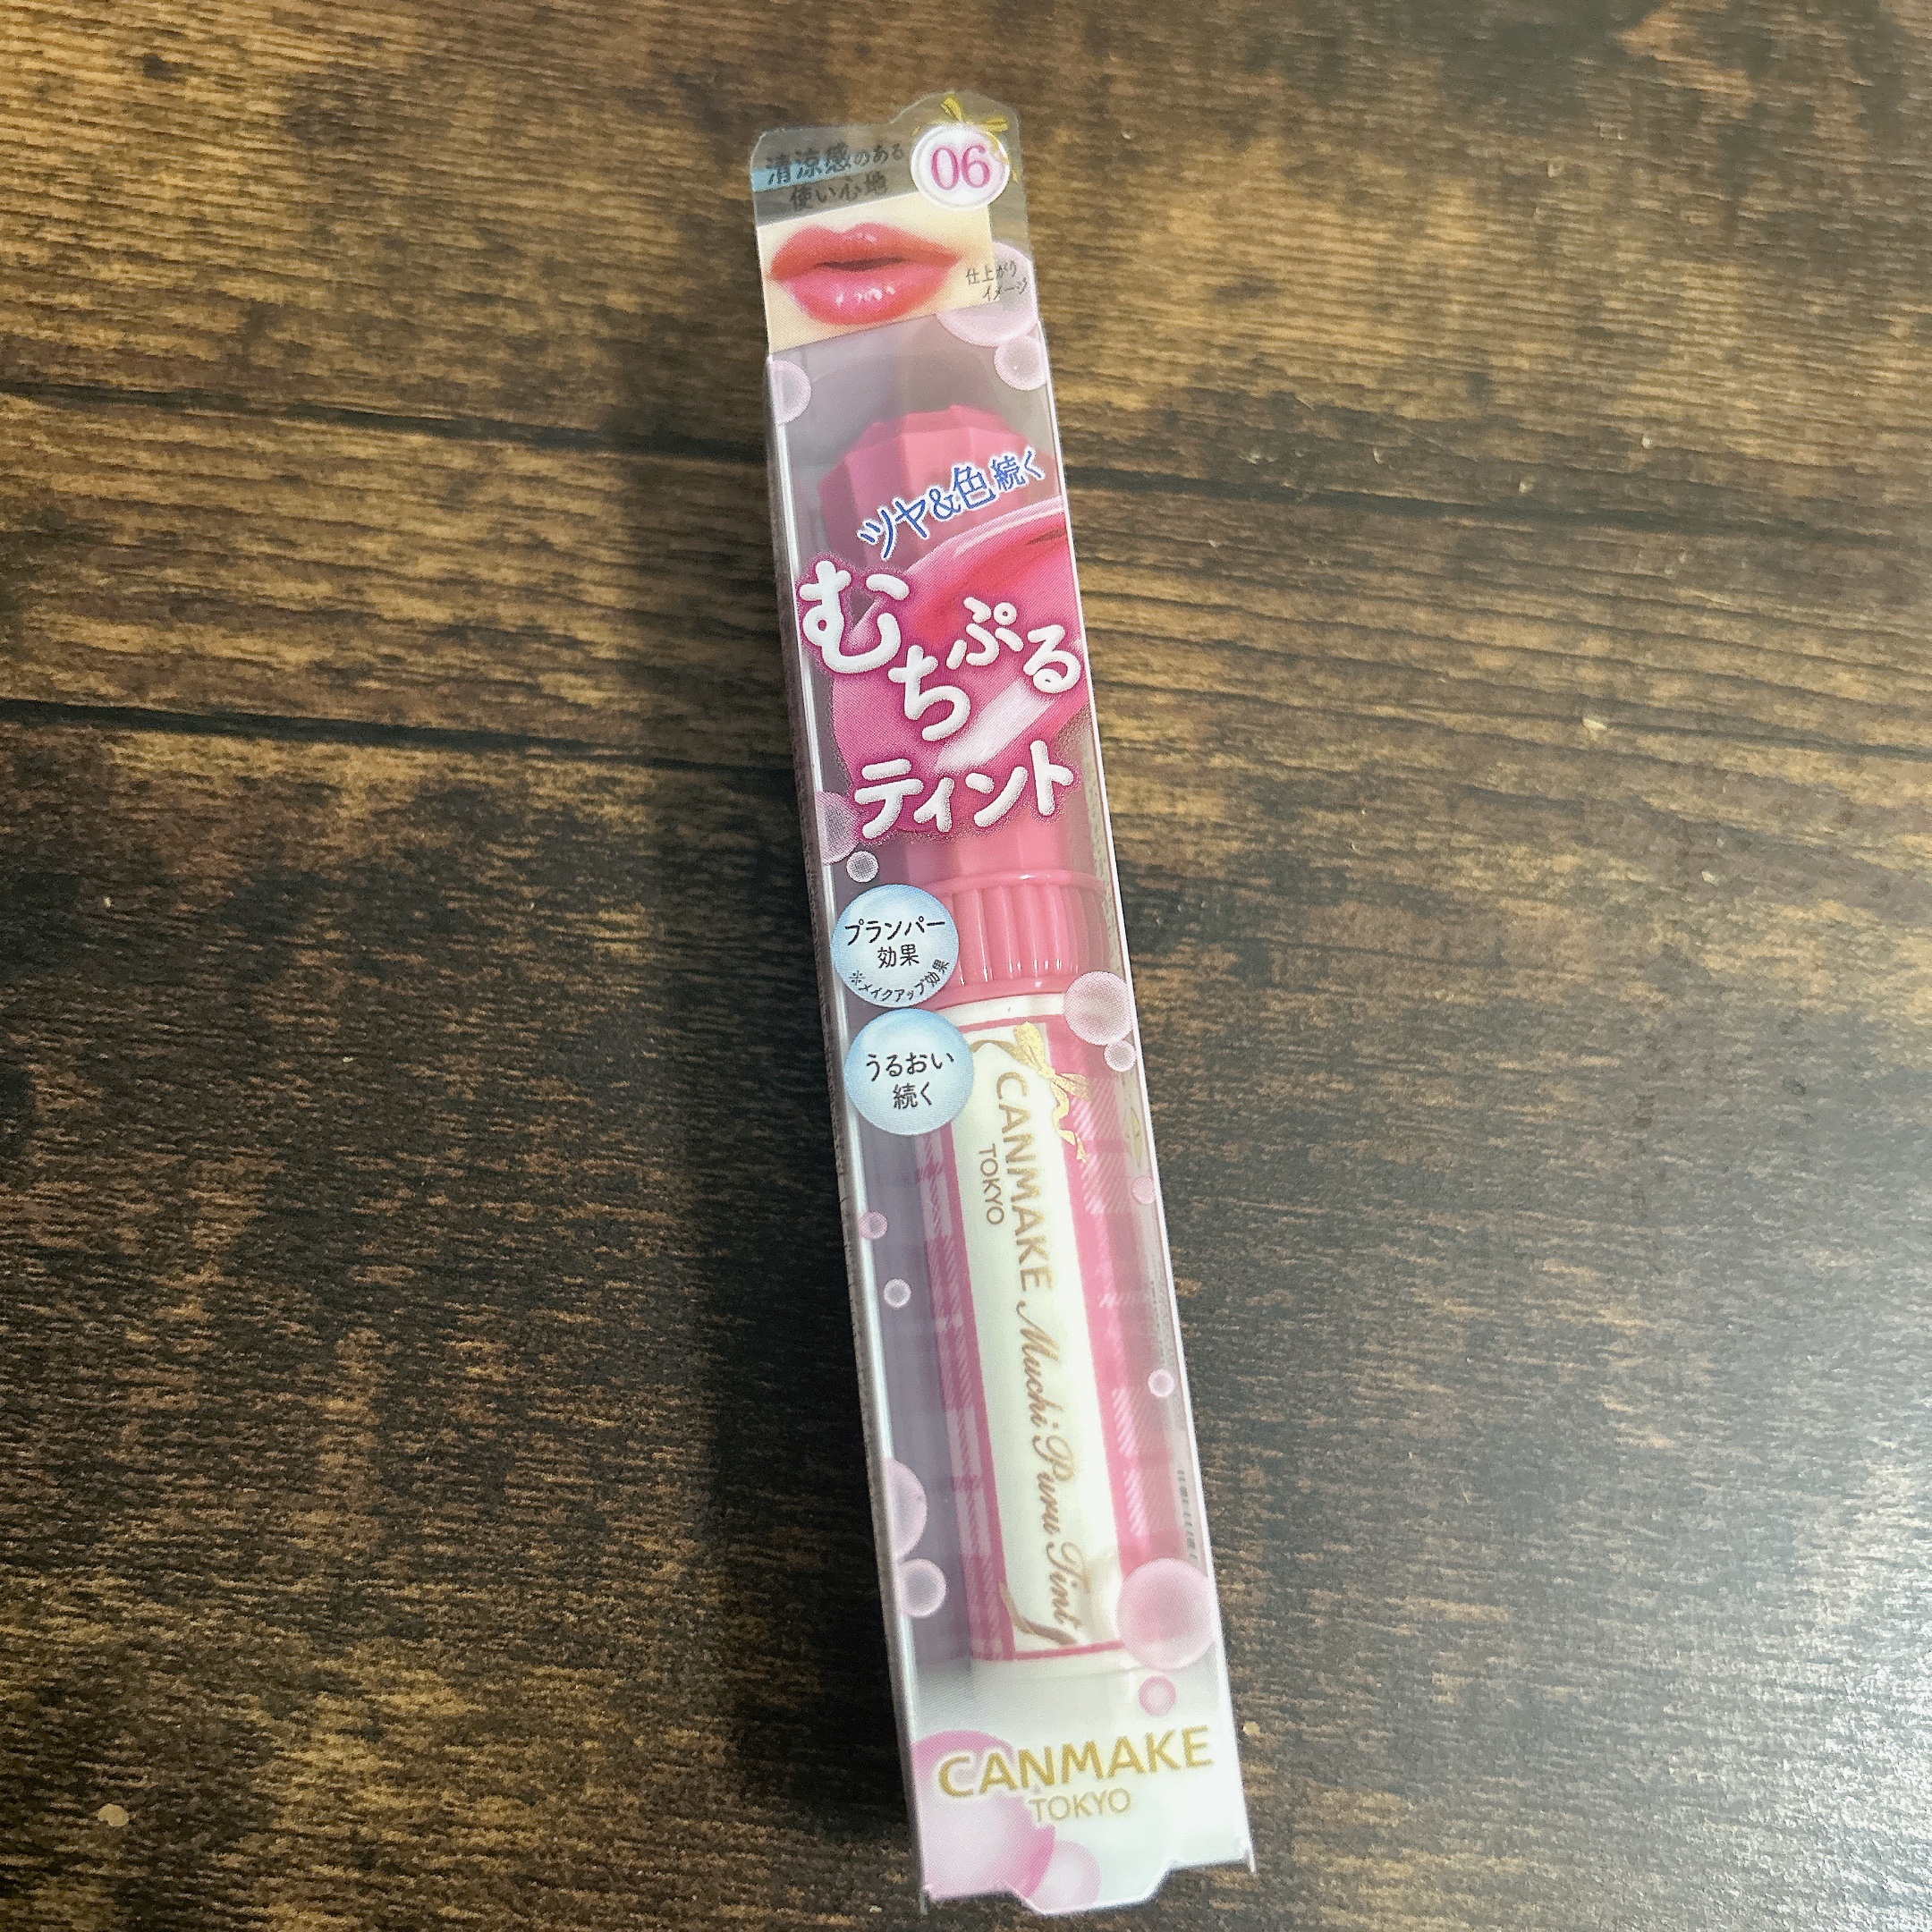 清涼感のある
使い心地
06
仕上がり
イメージ
ツヤ&色続く
むちぷる
ティント
プランパー
効果
※メイクアップ効果
うるおい
続く
CANMAKE Muchi Puru Tint
TOKYO
CANMAKE
TOKYO